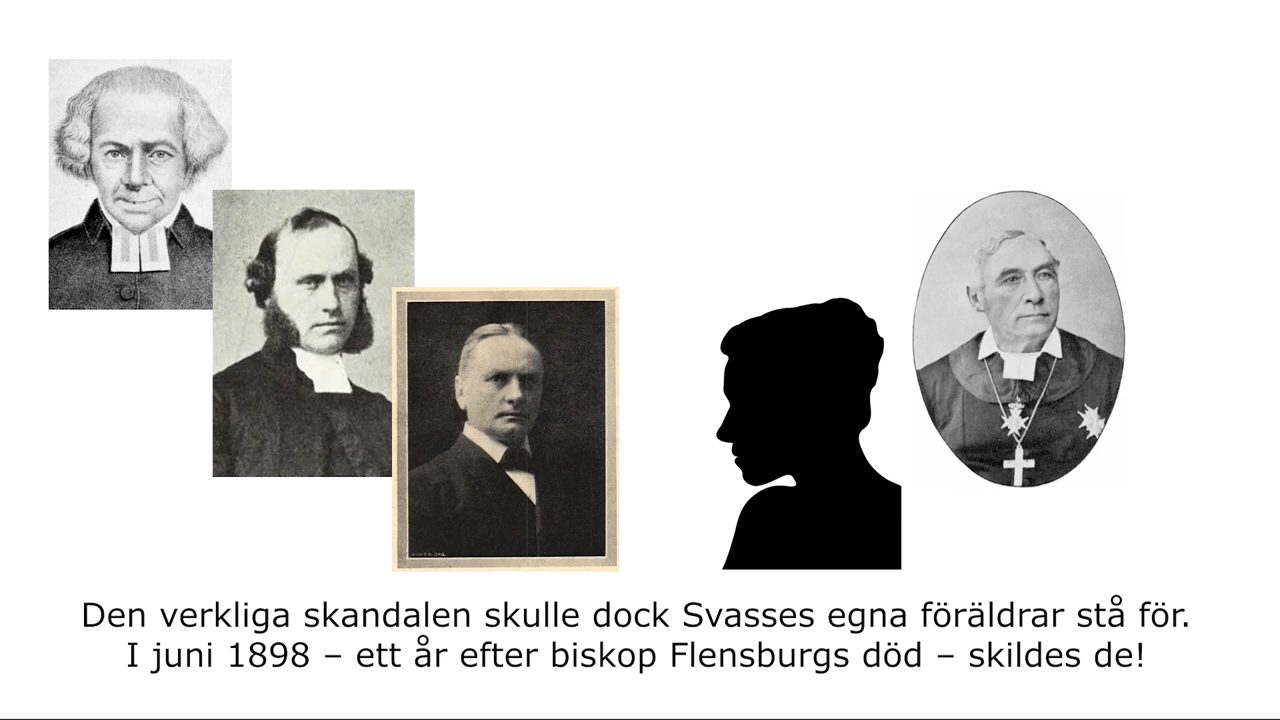 Den verkliga skandalen skulle dock Svasses egna föräldrar stå för.
I juni 1898 – ett år efter biskop Flensburgs död – skildes de!